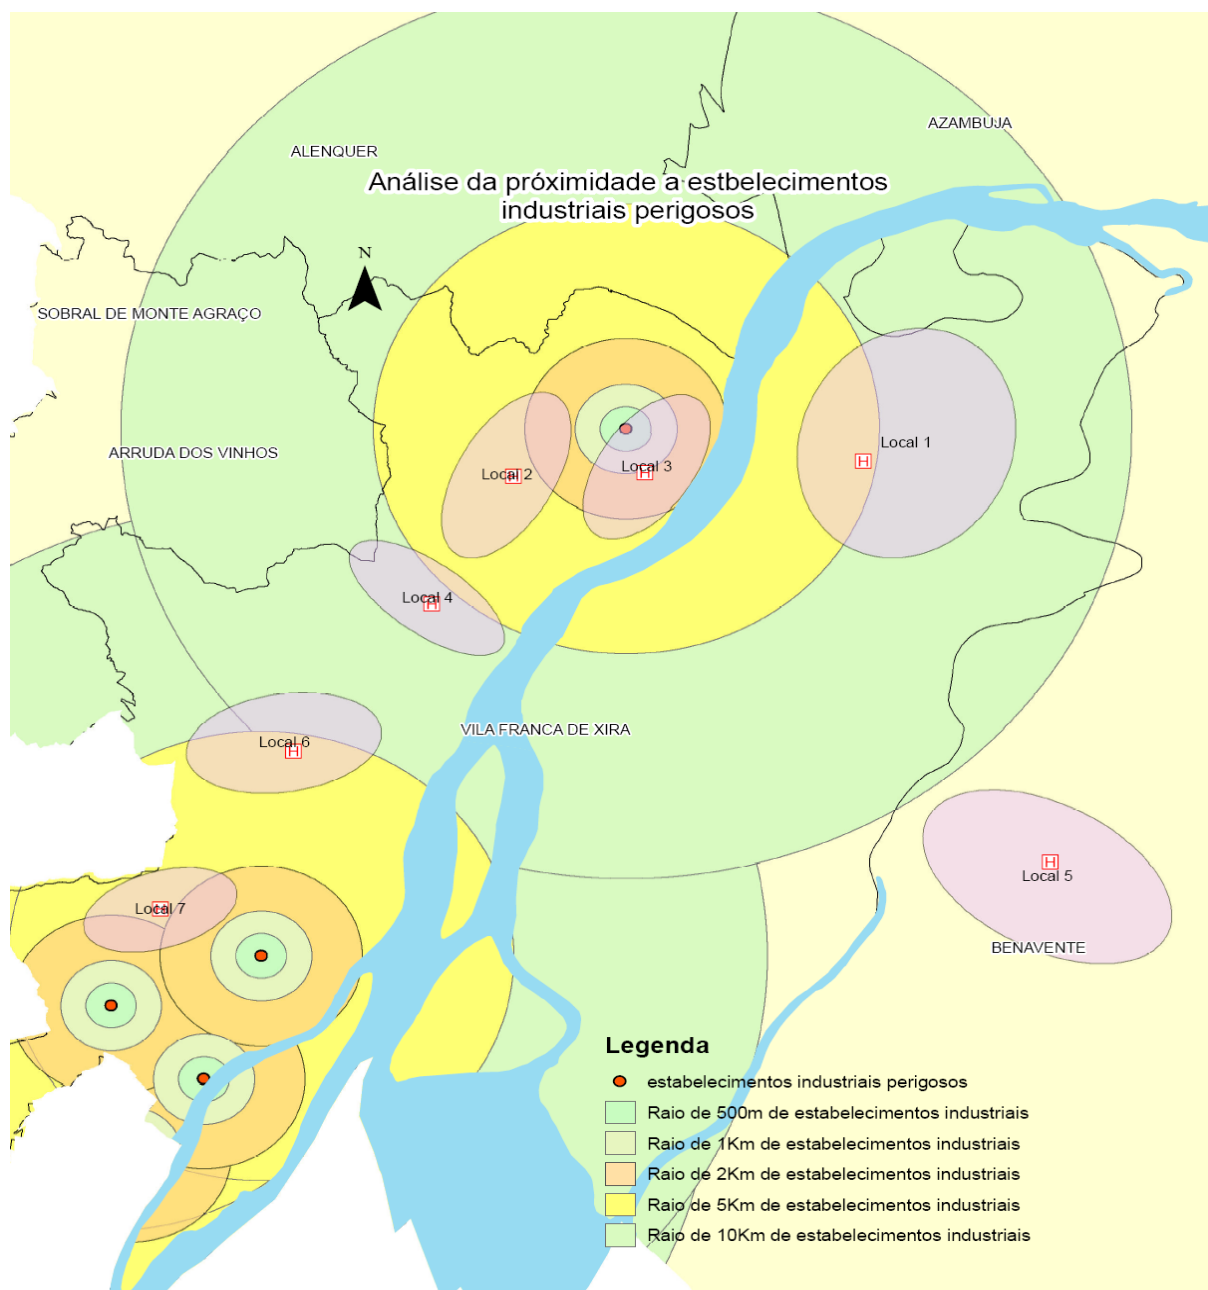 AZAMBUJA
ALENQUER
Análise da próximidade a estbelecimentos
industriais perigosos
N
SOBRAL DE MONTE AGRAÇO
Local 1
ARRUDA DOS VINHOS
H
Local 3
H
Local 2
H
Local 4
H
VILA FRANCA DE XIRA
Local 6
H
H
Local 5
Local 7
H
BENAVENTE
Legenda
estabelecimentos industriais perigosos
Raio de 500m de estabelecimentos industriais
Raio de 1Km de estabelecimentos industriais
Raio de 2Km de estabelecimentos industriais
Raio de 5Km de estabelecimentos industriais
Raio de 10Km de estabelecimentos industriais